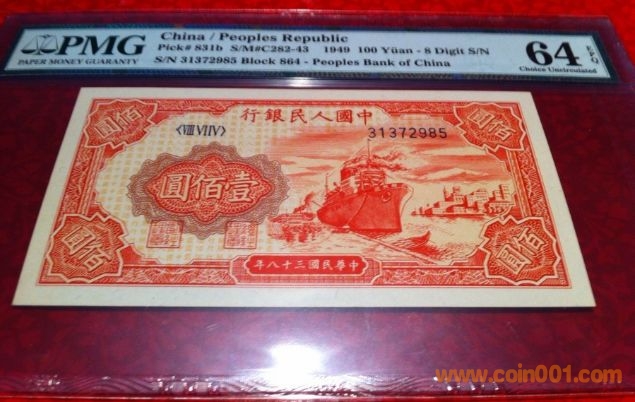 PMG
PAPER MONEY GUARANTY
China / Peoples Republic
Pick# 831b S/M#C282-43 1949 100 Yüan - 8 Digit S/N
S/N 31372985 Block 864 - Peoples Bank of China
64 EPQ
Choice Uncirculated
行銀民人國中
圓佰
圓佰
<VIII VII IV>
31372985
圓佰壹
圓佰
圓佰
年八十三國民華中
www.coin001.com